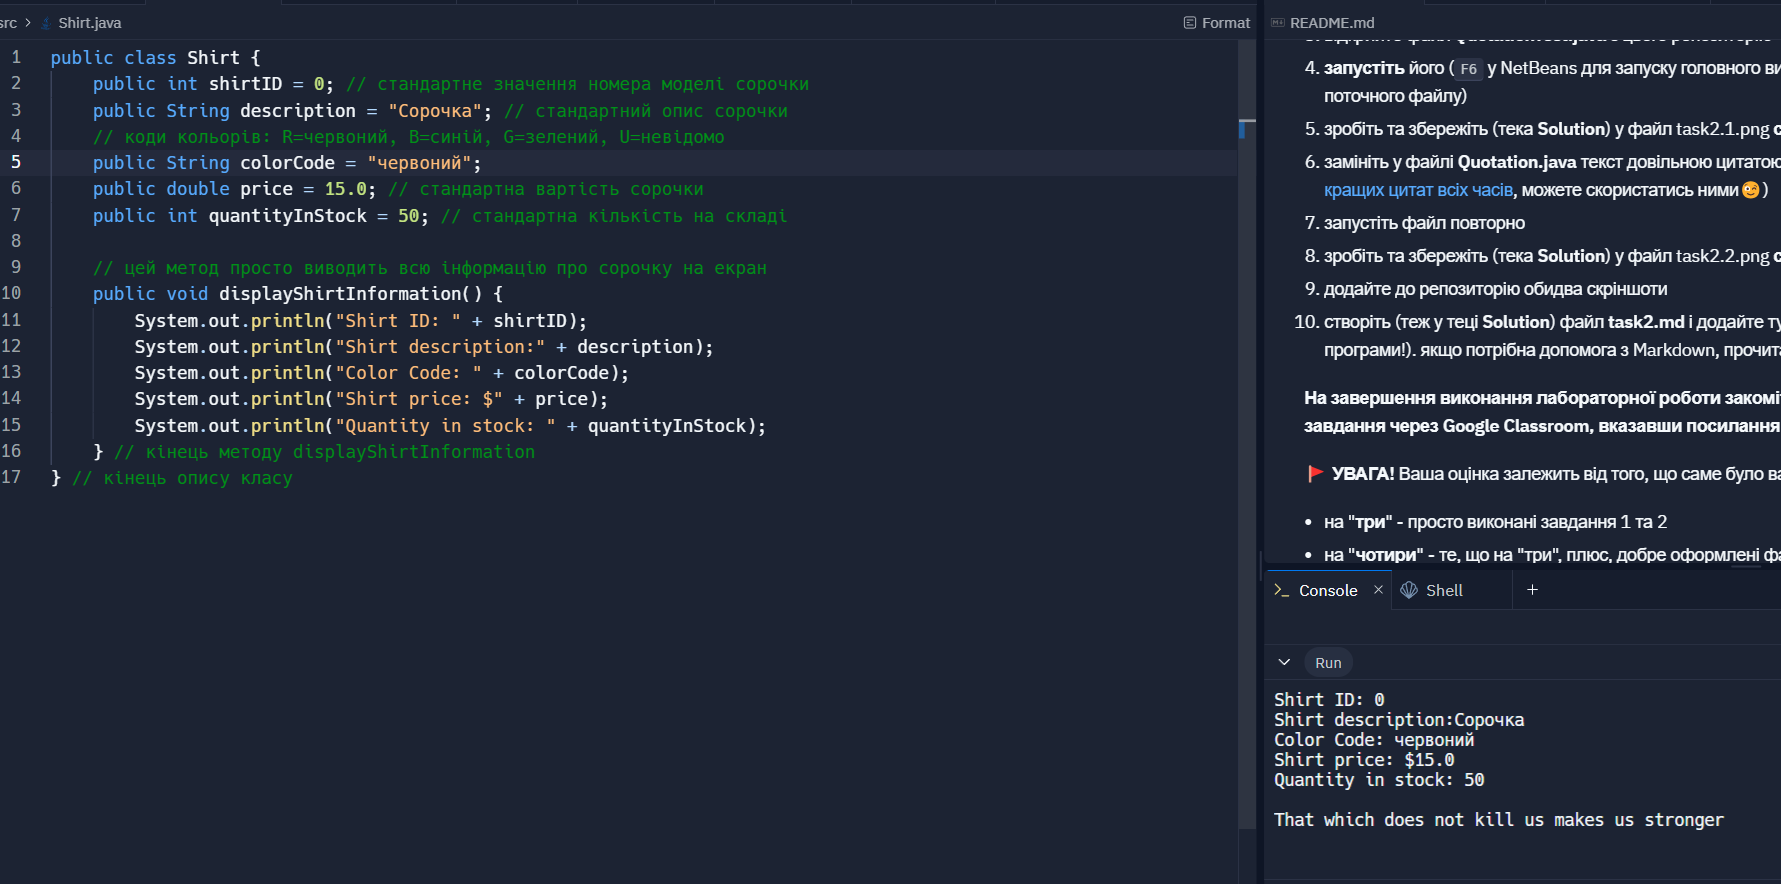 src > Shirt.java
Format
1 public class Shirt {
2 public int shirtID = 0; // стандартне значення номера моделі сорочки
3 public String description = "Сорочка"; // стандартний опис сорочки
4 // коди кольорів: R=червоний, B=синій, G=зелений, U=невідомо
5 public String colorCode = "червоний";
6 public double price = 15.0; // стандартна вартість сорочки
7 public int quantityInStock = 50; // стандартна кількість на складі
8
9 // цей метод просто виводить всю інформацію про сорочку на екран
10 public void displayShirtInformation() {
11 System.out.println("Shirt ID: " + shirtID);
12 System.out.println("Shirt description:" + description);
13 System.out.println("Color Code: " + colorCode);
14 System.out.println("Shirt price: $" + price);
15 System.out.println("Quantity in stock: " + quantityInStock);
16 } // кінець методу displayShirtInformation
17 } // кінець опису класу
README.md
4. запустіть його ( F6 у NetBeans для запуску головного
поточного файлу)
5. зробіть та збережіть (тека Solution) у файл task2.1.png
6. замініть у файлі Quotation.java текст довільною цитатою
кращих цитат всіх часів, можете скористатись ними😉)
7. запустіть файл повторно
8. зробіть та збережіть (тека Solution) у файл task2.2.png
9. додайте до репозиторію обидва скріншоти
10. створіть (теж у теці Solution) файл task2.md і додайте
програми!). якщо потрібна допомога з Markdown,
На завершення виконання лабораторної роботи
завдання через Google Classroom, вказавши посилання
🚩 УВАГА! Ваша оцінка залежить від того, що саме було
• на "три" - просто виконані завдання 1 та 2
• на "чотири" - те, що на "три", плюс, добре оформлені
Console × Shell +
Run
Shirt ID: 0
Shirt description:Сорочка
Color Code: червоний
Shirt price: $15.0
Quantity in stock: 50
That which does not kill us makes us stronger